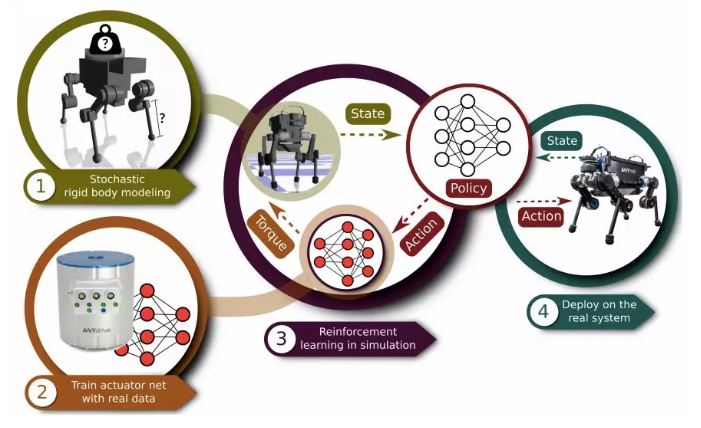 ?
?
1
Stochastic
rigid body modeling
ANYdrive
2
Train actuator net
with real data
State
Policy
Action
Torque
3
Reinforcement
learning in simulation
State
Action
4
Deploy on the
real system